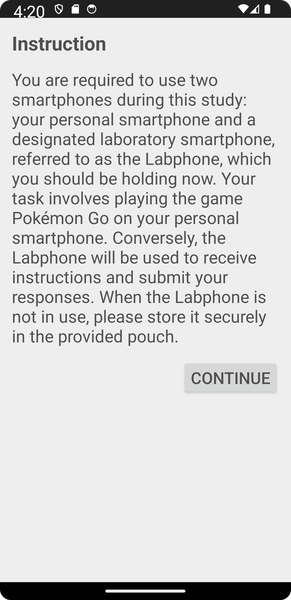 4:20
Instruction
You are required to use two
smartphones during this study:
your personal smartphone and a
designated laboratory smartphone,
referred to as the Labphone, which
you should be holding now. Your
task involves playing the game
Pokémon Go on your personal
smartphone. Conversely, the
Labphone will be used to receive
instructions and submit your
responses. When the Labphone is
not in use, please store it securely
in the provided pouch.
CONTINUE